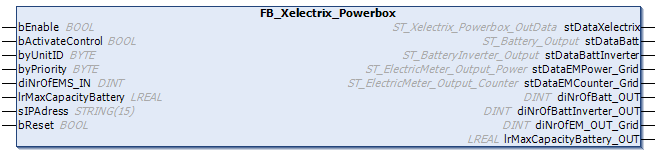 FB_Xelectrix_Powerbox
bEnable BOOL ST_Xelectrix_Powerbox_OutData stDataXelectrix
bActivateControl BOOL ST_Battery_Output stDataBatt
byUnitID BYTE ST_BatteryInverter_Output stDataBattInverter
byPriority BYTE ST_ElectricMeter_Output_Power stDataEMPower_Grid
diNrOfEMS_IN DINT ST_ElectricMeter_Output_Counter stDataEMCounter_Grid
lrMaxCapacityBattery LREAL DINT diNrOfBatt_OUT
sIPAdress STRING(15) DINT diNrOfBattInverter_OUT
bReset BOOL DINT diNrOfEM_OUT_Grid
LREAL lrMaxCapacityBattery_OUT